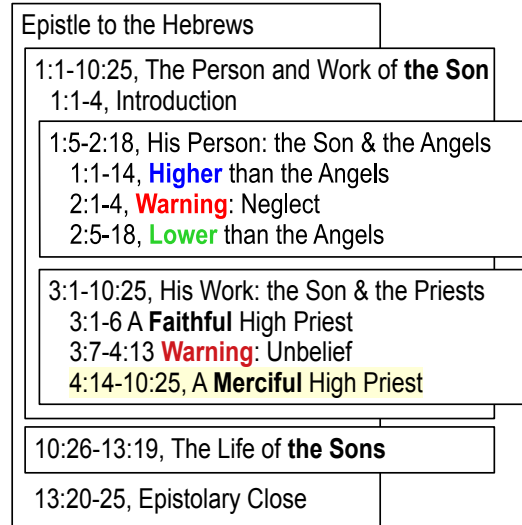 Epistle to the Hebrews
1:1-10:25, The Person and Work of the Son
1:1-4, Introduction
1:5-2:18, His Person: the Son & the Angels
1:1-14, Higher than the Angels
2:1-4, Warning: Neglect
2:5-18, Lower than the Angels
3:1-10:25, His Work: the Son & the Priests
3:1-6 A Faithful High Priest
3:7-4:13 Warning: Unbelief
4:14-10:25, A Merciful High Priest
10:26-13:19, The Life of the Sons
13:20-25, Epistolary Close